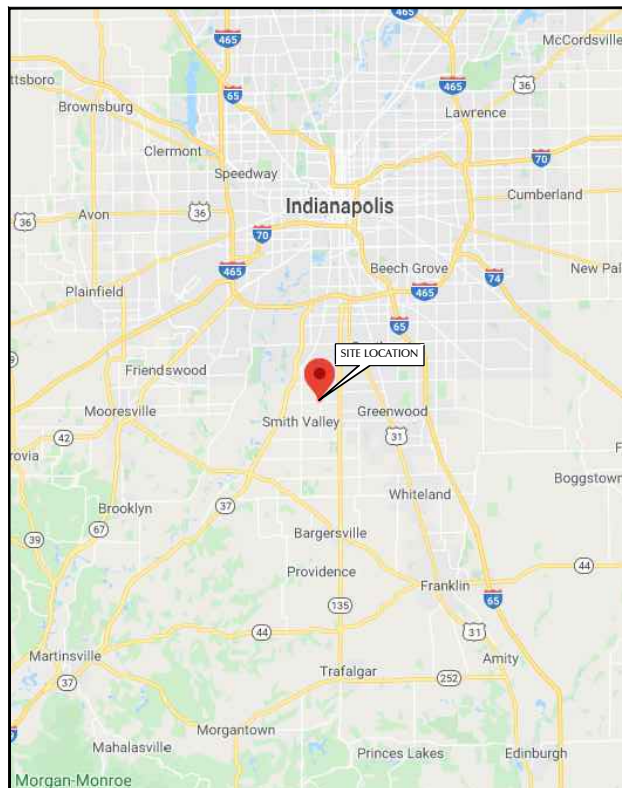 465
465
McCordsville
ttsboro
65
465
36
Brownsburg
Lawrence
Clermont
70
Speedway
Cumberland
Indianapolis
36
Avon
36
70
465
Beech Grove
74
New Pal
Plainfield
465
65
SITE LOCATION
Friendswood
Mooresville
Greenwood
Smith Valley
42
31
rovia
Boggstown
Whiteland
Brooklyn
37
67
39
Bargersville
Providence
44
Franklin
65
135
44
31
Martinsville
Amity
Trafalgar
37
252
Morgantown
Mahalasville
Princes Lakes
Edinburgh
Morgan-Monroe